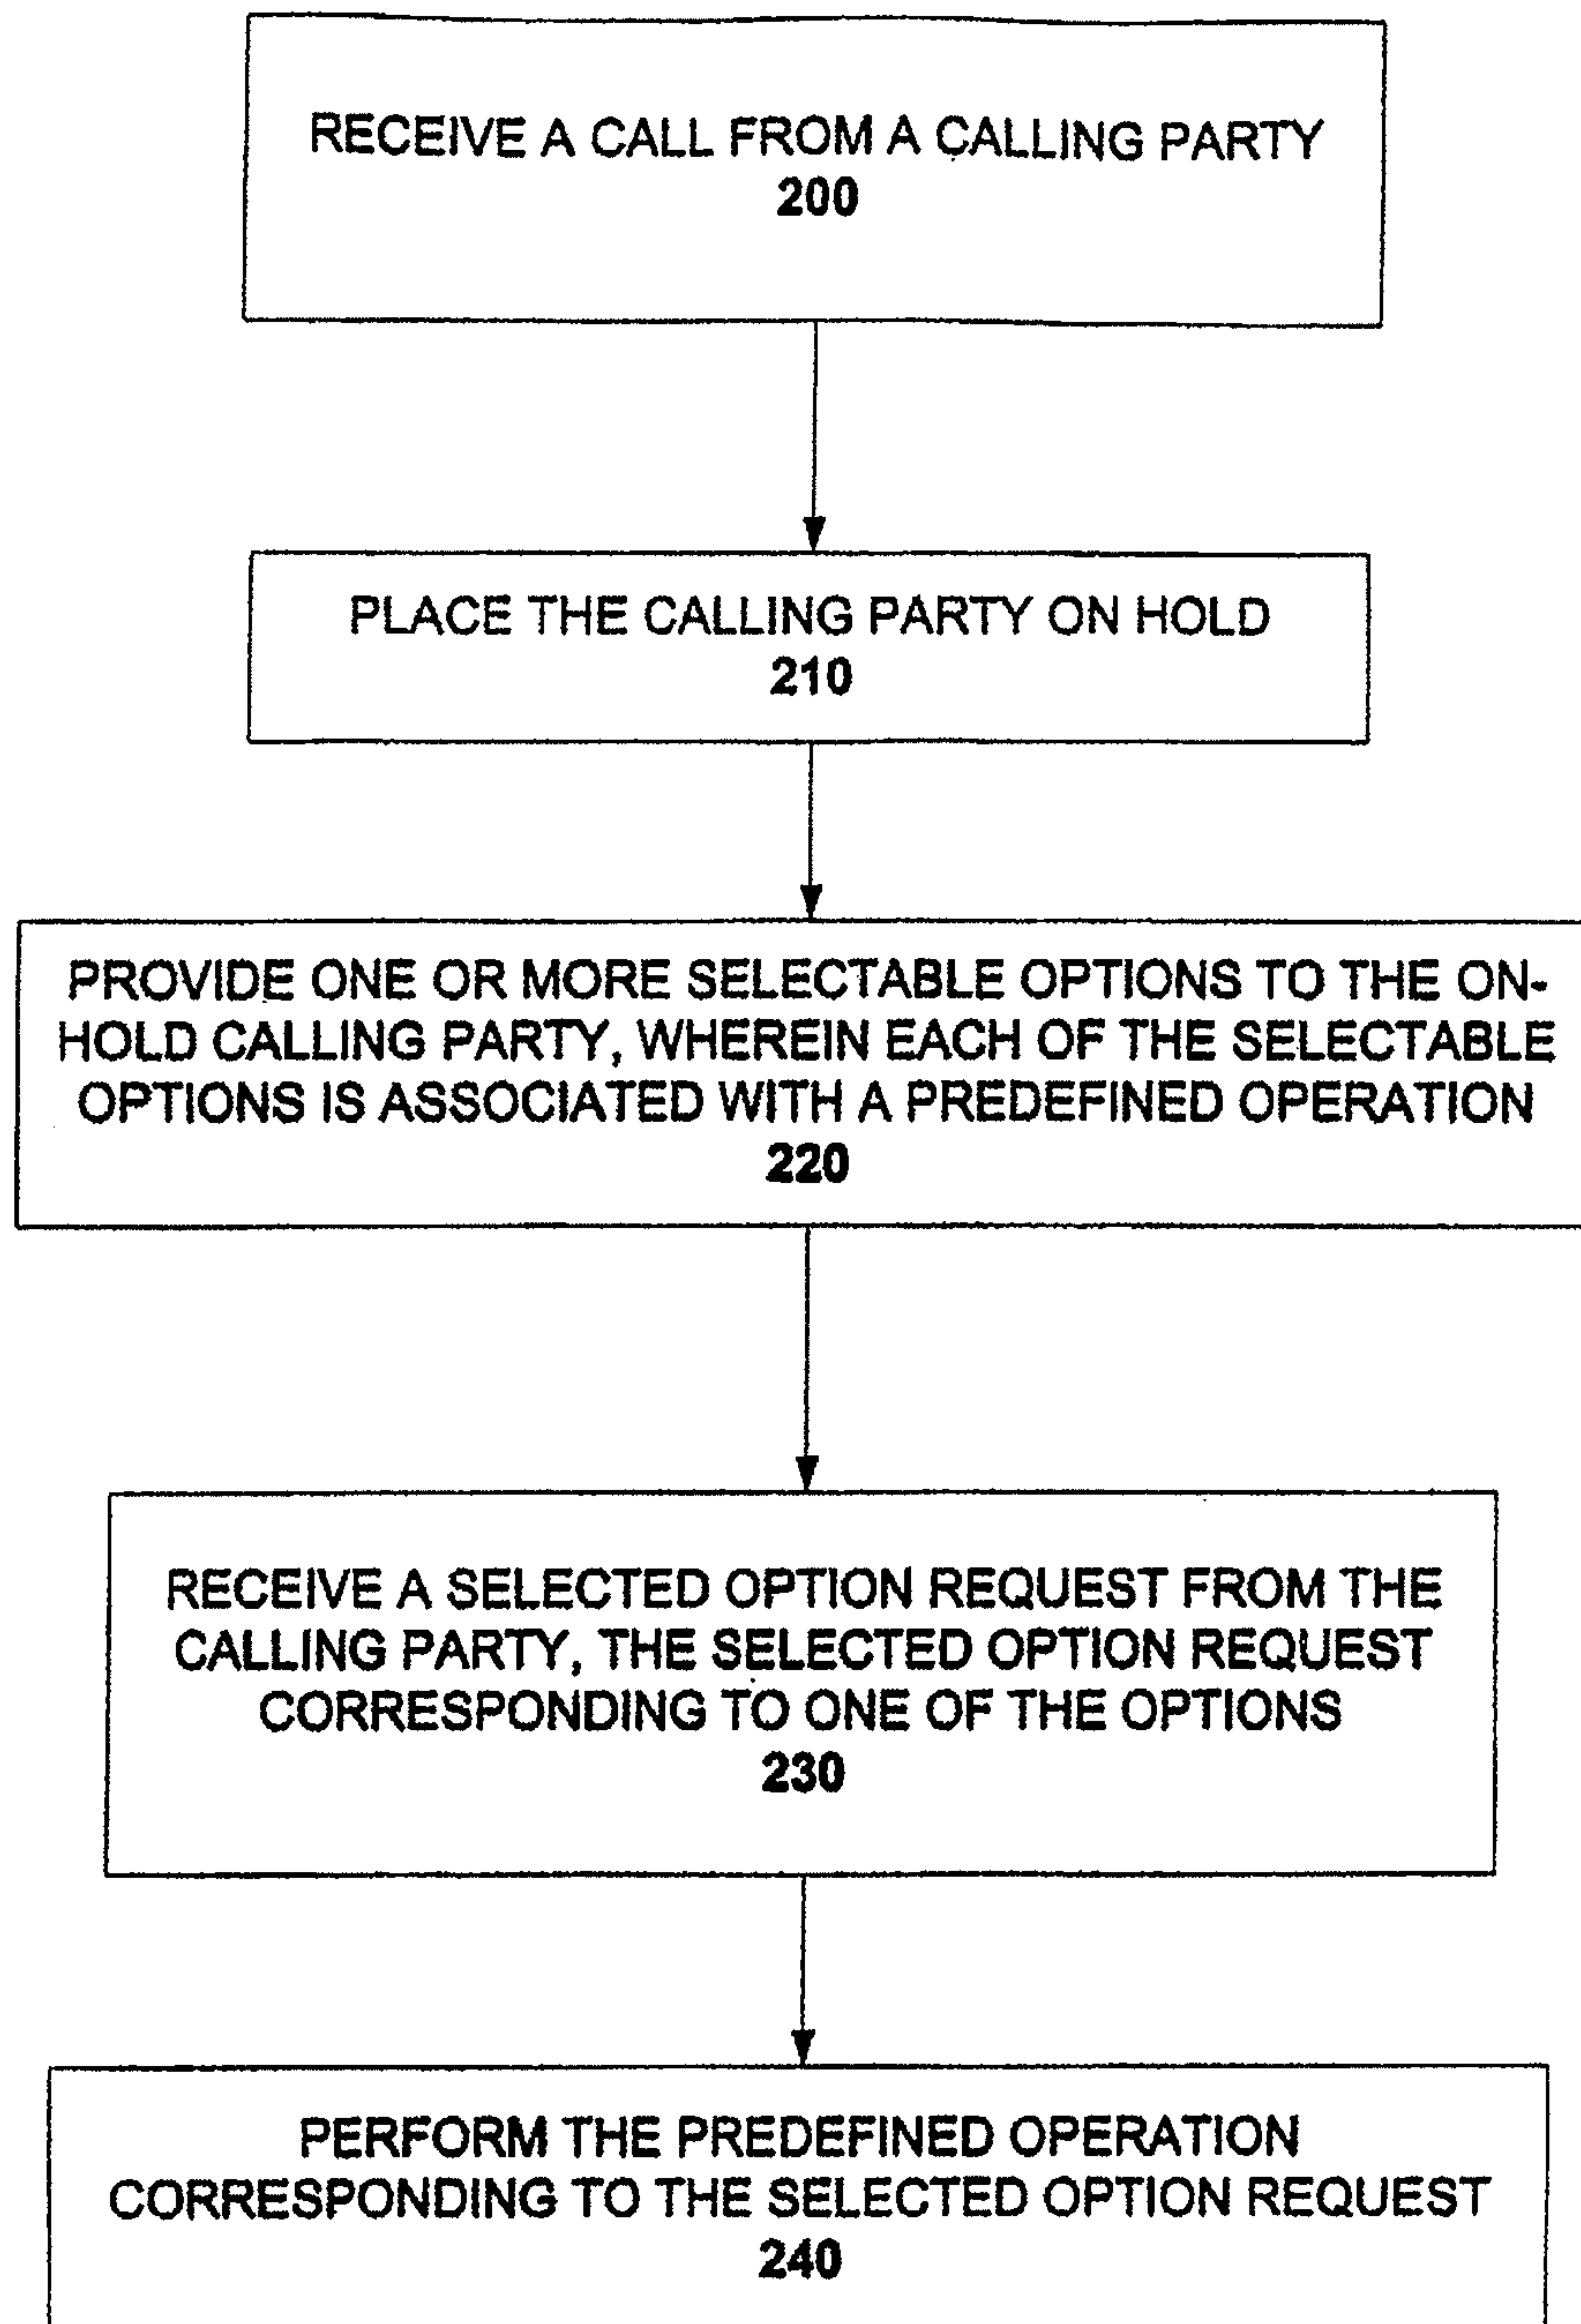 RECEIVE A CALL FROM A CALLING PARTY
200
PLACE THE CALLING PARTY ON HOLD
210
PROVIDE ONE OR MORE SELECTABLE OPTIONS TO THE ON-
HOLD CALLING PARTY, WHEREIN EACH OF THE SELECTABLE
OPTIONS IS ASSOCIATED WITH A PREDEFINED OPERATION
220
RECEIVE A SELECTED OPTION REQUEST FROM THE
CALLING PARTY, THE SELECTED OPTION REQUEST
CORRESPONDING TO ONE OF THE OPTIONS
230
PERFORM THE PREDEFINED OPERATION
CORRESPONDING TO THE SELECTED OPTION REQUEST
240